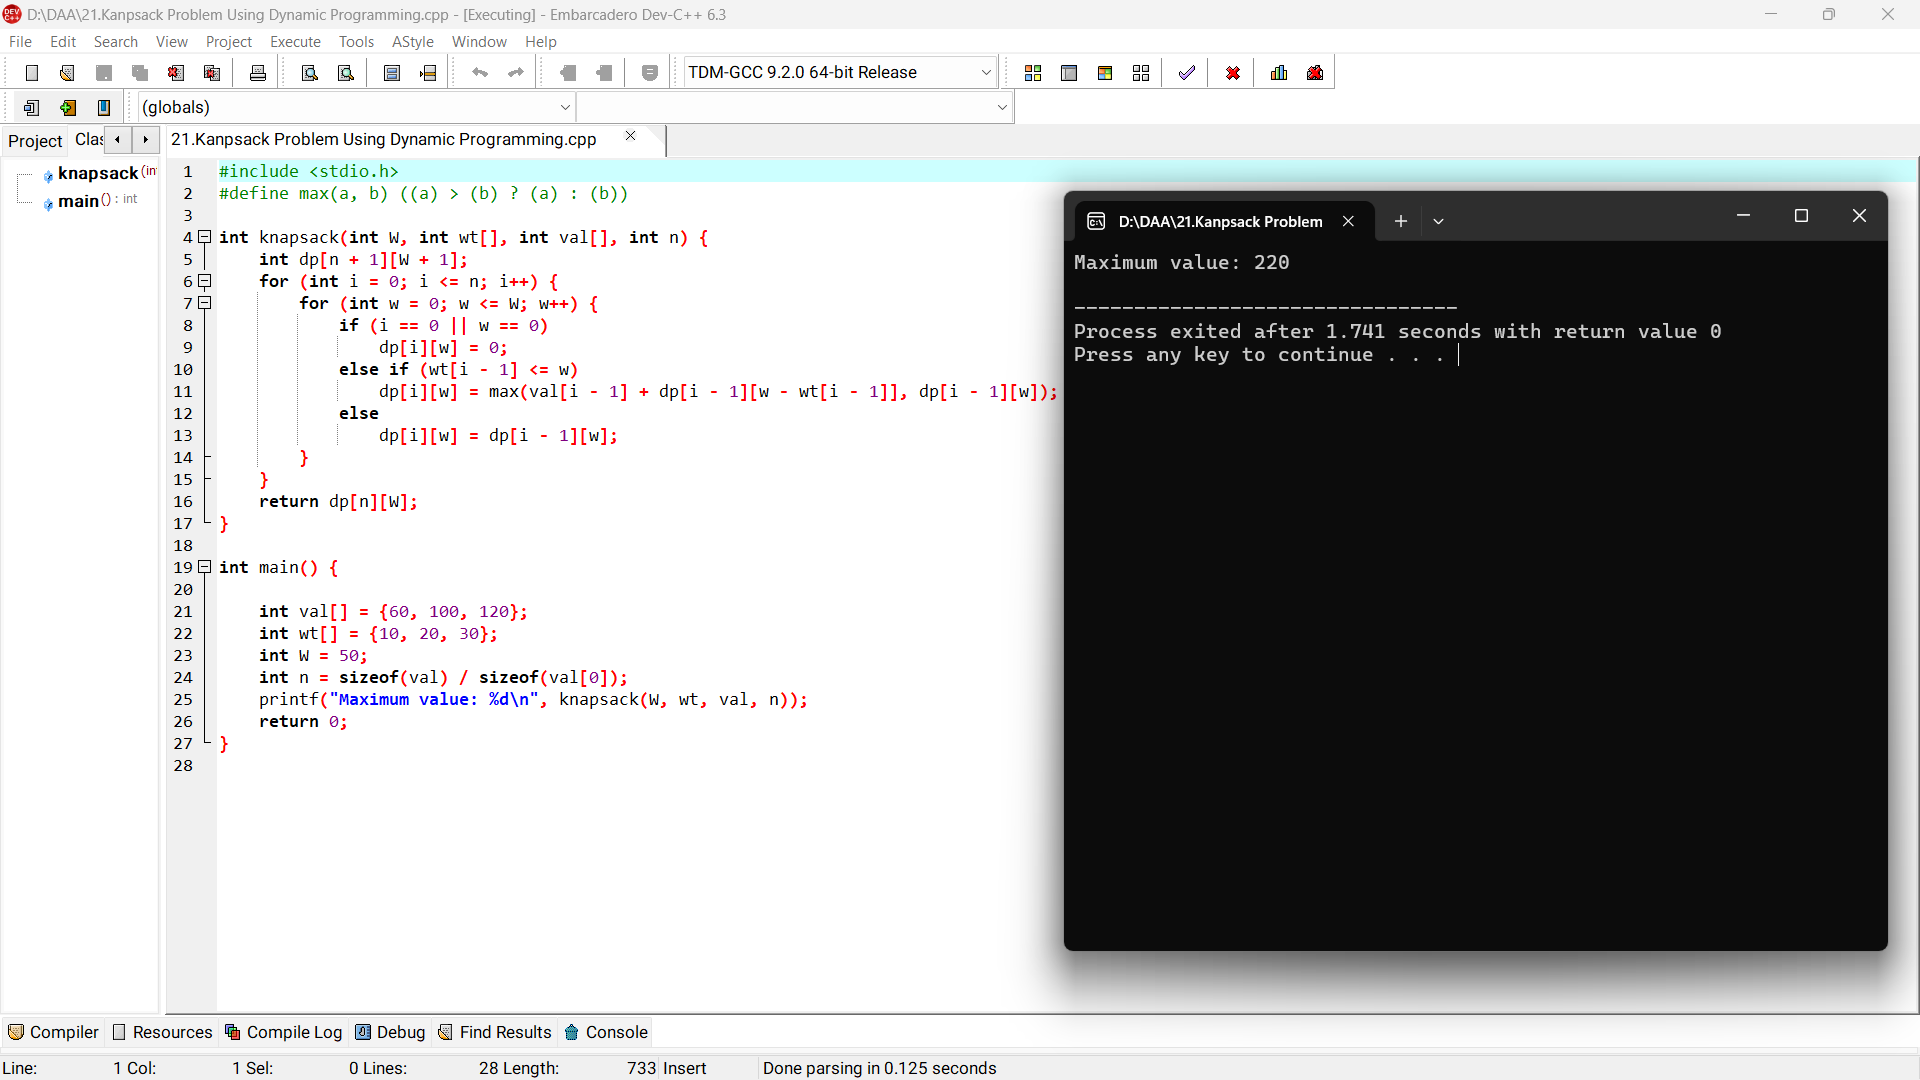 D:\DAA\21.Kanpsack Problem Using Dynamic Programming.cpp - [Executing] - Embarcadero Dev-C++ 6.3
File Edit Search View Project Execute Tools AStyle Window Help
TDM-GCC 9.2.0 64-bit Release
(globals)
Project Clas 21.Kanpsack Problem Using Dynamic Programming.cpp
knapsack (in
main () : int
1 #include <stdio.h>
2 #define max(a, b) ((a) > (b) ? (a) : (b))
3
4 int knapsack(int W, int wt[], int val[], int n) {
5 int dp[n + 1][W + 1];
6 for (int i = 0; i <= n; i++) {
7 for (int w = 0; w <= W; w++) {
8 if (i == 0 || w == 0)
9 dp[i][w] = 0;
10 else if (wt[i - 1] <= w)
11 dp[i][w] = max(val[i - 1] + dp[i - 1][w - wt[i - 1]], dp[i - 1][w]);
12 else
13 dp[i][w] = dp[i - 1][w];
14 }
15 }
16 return dp[n][W];
17 }
18
19 int main() {
20
21 int val[] = {60, 100, 120};
22 int wt[] = {10, 20, 30};
23 int W = 50;
24 int n = sizeof(val) / sizeof(val[0]);
25 printf("Maximum value: %d\n", knapsack(W, wt, val, n));
26 return 0;
27 }
28
D:\DAA\21.Kanpsack Problem
Maximum value: 220
--------------------------------
Process exited after 1.741 seconds with return value 0
Press any key to continue . . .
Compiler Resources Compile Log Debug Find Results Console
Line: 1 Col: 1 Sel: 0 Lines: 28 Length: 733 Insert Done parsing in 0.125 seconds